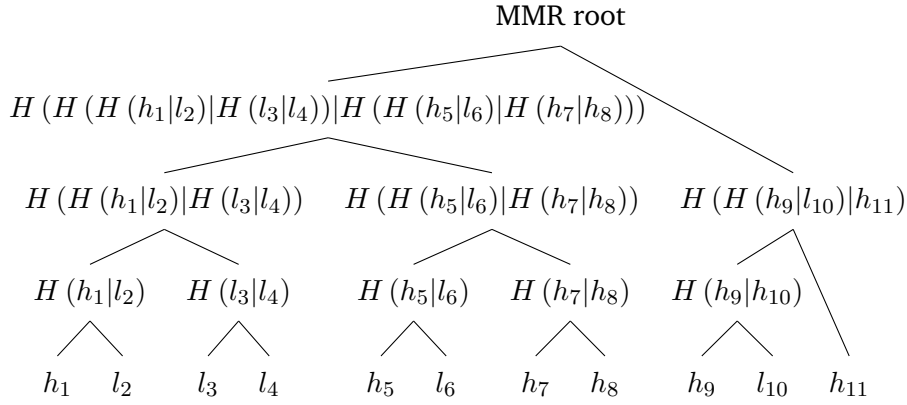 MMR root
H (H (H (h₁|l₂)|H (l₃|l₄))|H (H (h₅|l₆)|H (h₇|h₈)))
H (H (h₁|l₂)|H (l₃|l₄)) H (H (h₅|l₆)|H (h₇|h₈)) H (H (h₉|l₁₀)|h₁₁)
H (h₁|l₂) H (l₃|l₄) H (h₅|l₆) H (h₇|h₈) H (h₉|h₁₀)
h₁ l₂ l₃ l₄ h₅ l₆ h₇ h₈ h₉ l₁₀ h₁₁